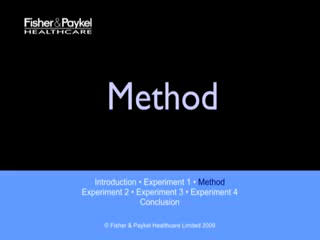 Fisher&Paykel
HEALTHCARE
Method
Introduction • Experiment 1 • Method
Experiment 2 • Experiment 3 • Experiment 4
Conclusion
© Fisher & Paykel Healthcare Limited 2009